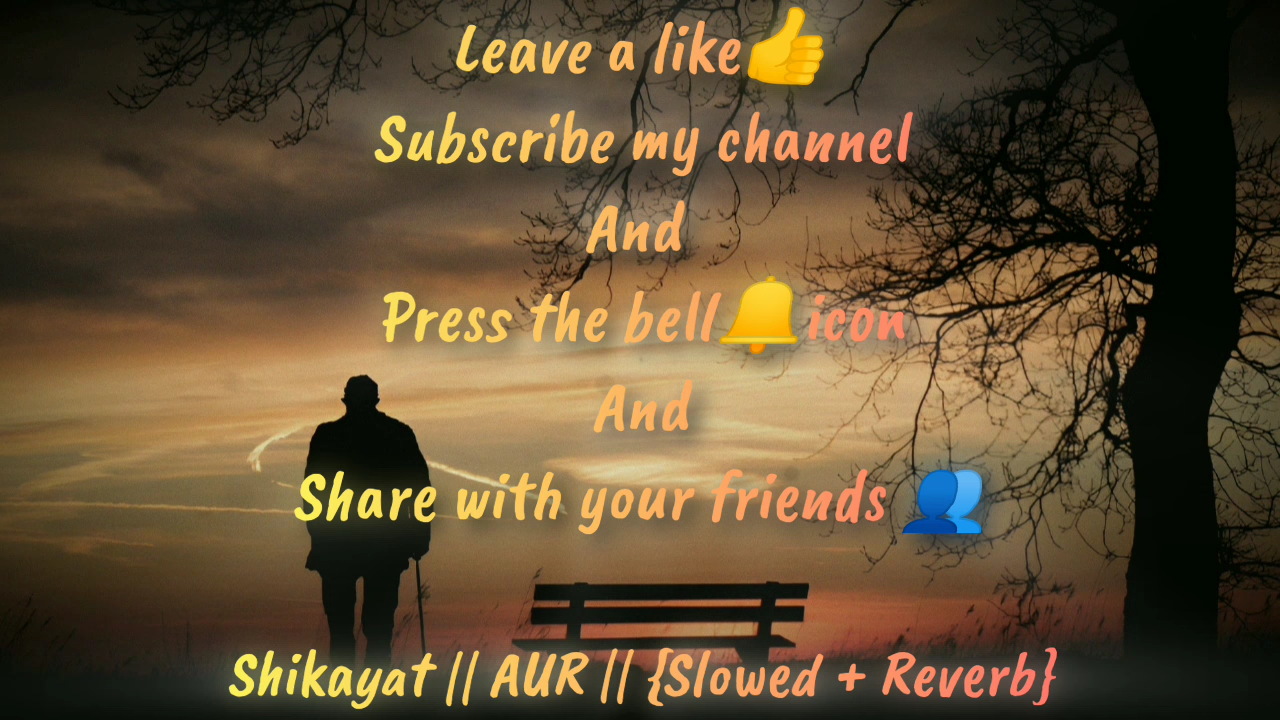 Leave a like👍
Subscribe my channel
And
Press the bell🔔icon
And
Share with your friends 👥
Shikayat || AUR || {Slowed + Reverb}